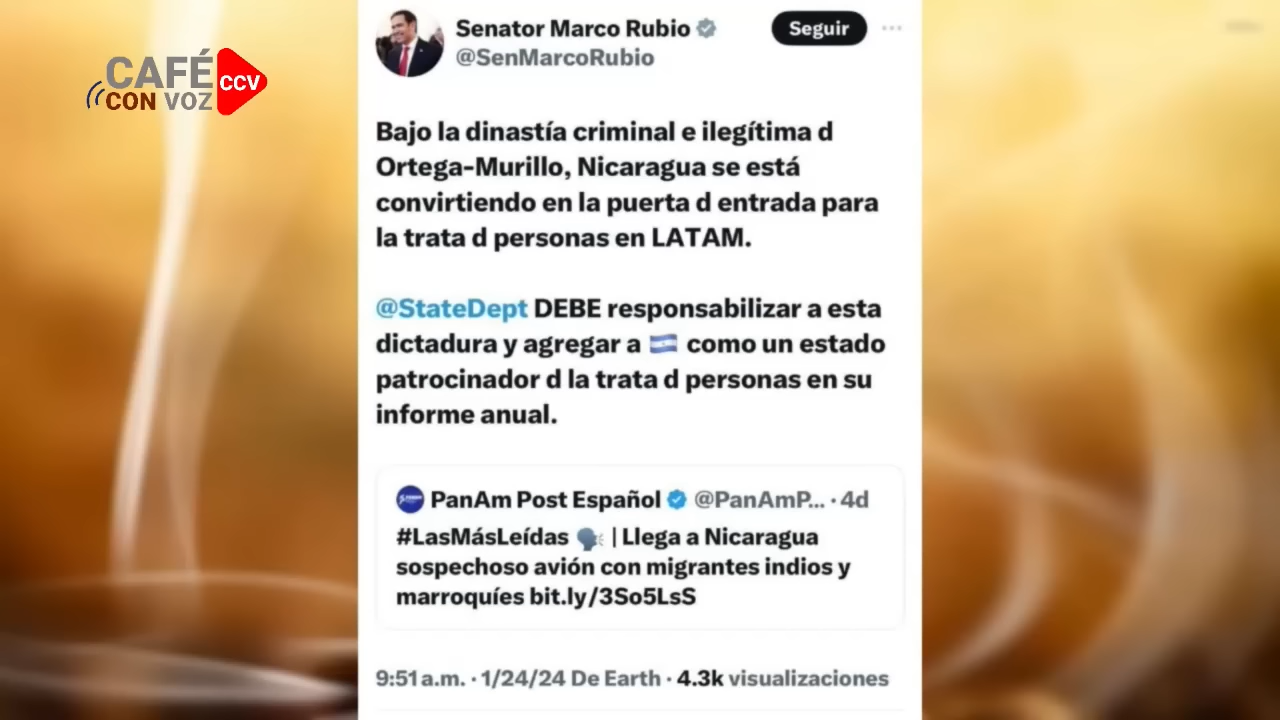 CAFÉ
CON VOZ
CCV
Senator Marco Rubio
Seguir
@SenMarcoRubio
Bajo la dinastía criminal e ilegítima d
Ortega-Murillo, Nicaragua se está
convirtiendo en la puerta d entrada para
la trata d personas en LATAM.
@StateDept DEBE responsabilizar a esta
dictadura y agregar a 🇳🇮 como un estado
patrocinador d la trata d personas en su
informe anual.
PanAm Post Español @PanAmP... · 4d
#LasMásLeídas 🗣️ | Llega a Nicaragua
sospechoso avión con migrantes indios y
marroquíes bit.ly/3So5LsS
9:51 a.m. · 1/24/24 De Earth · 4.3k visualizaciones